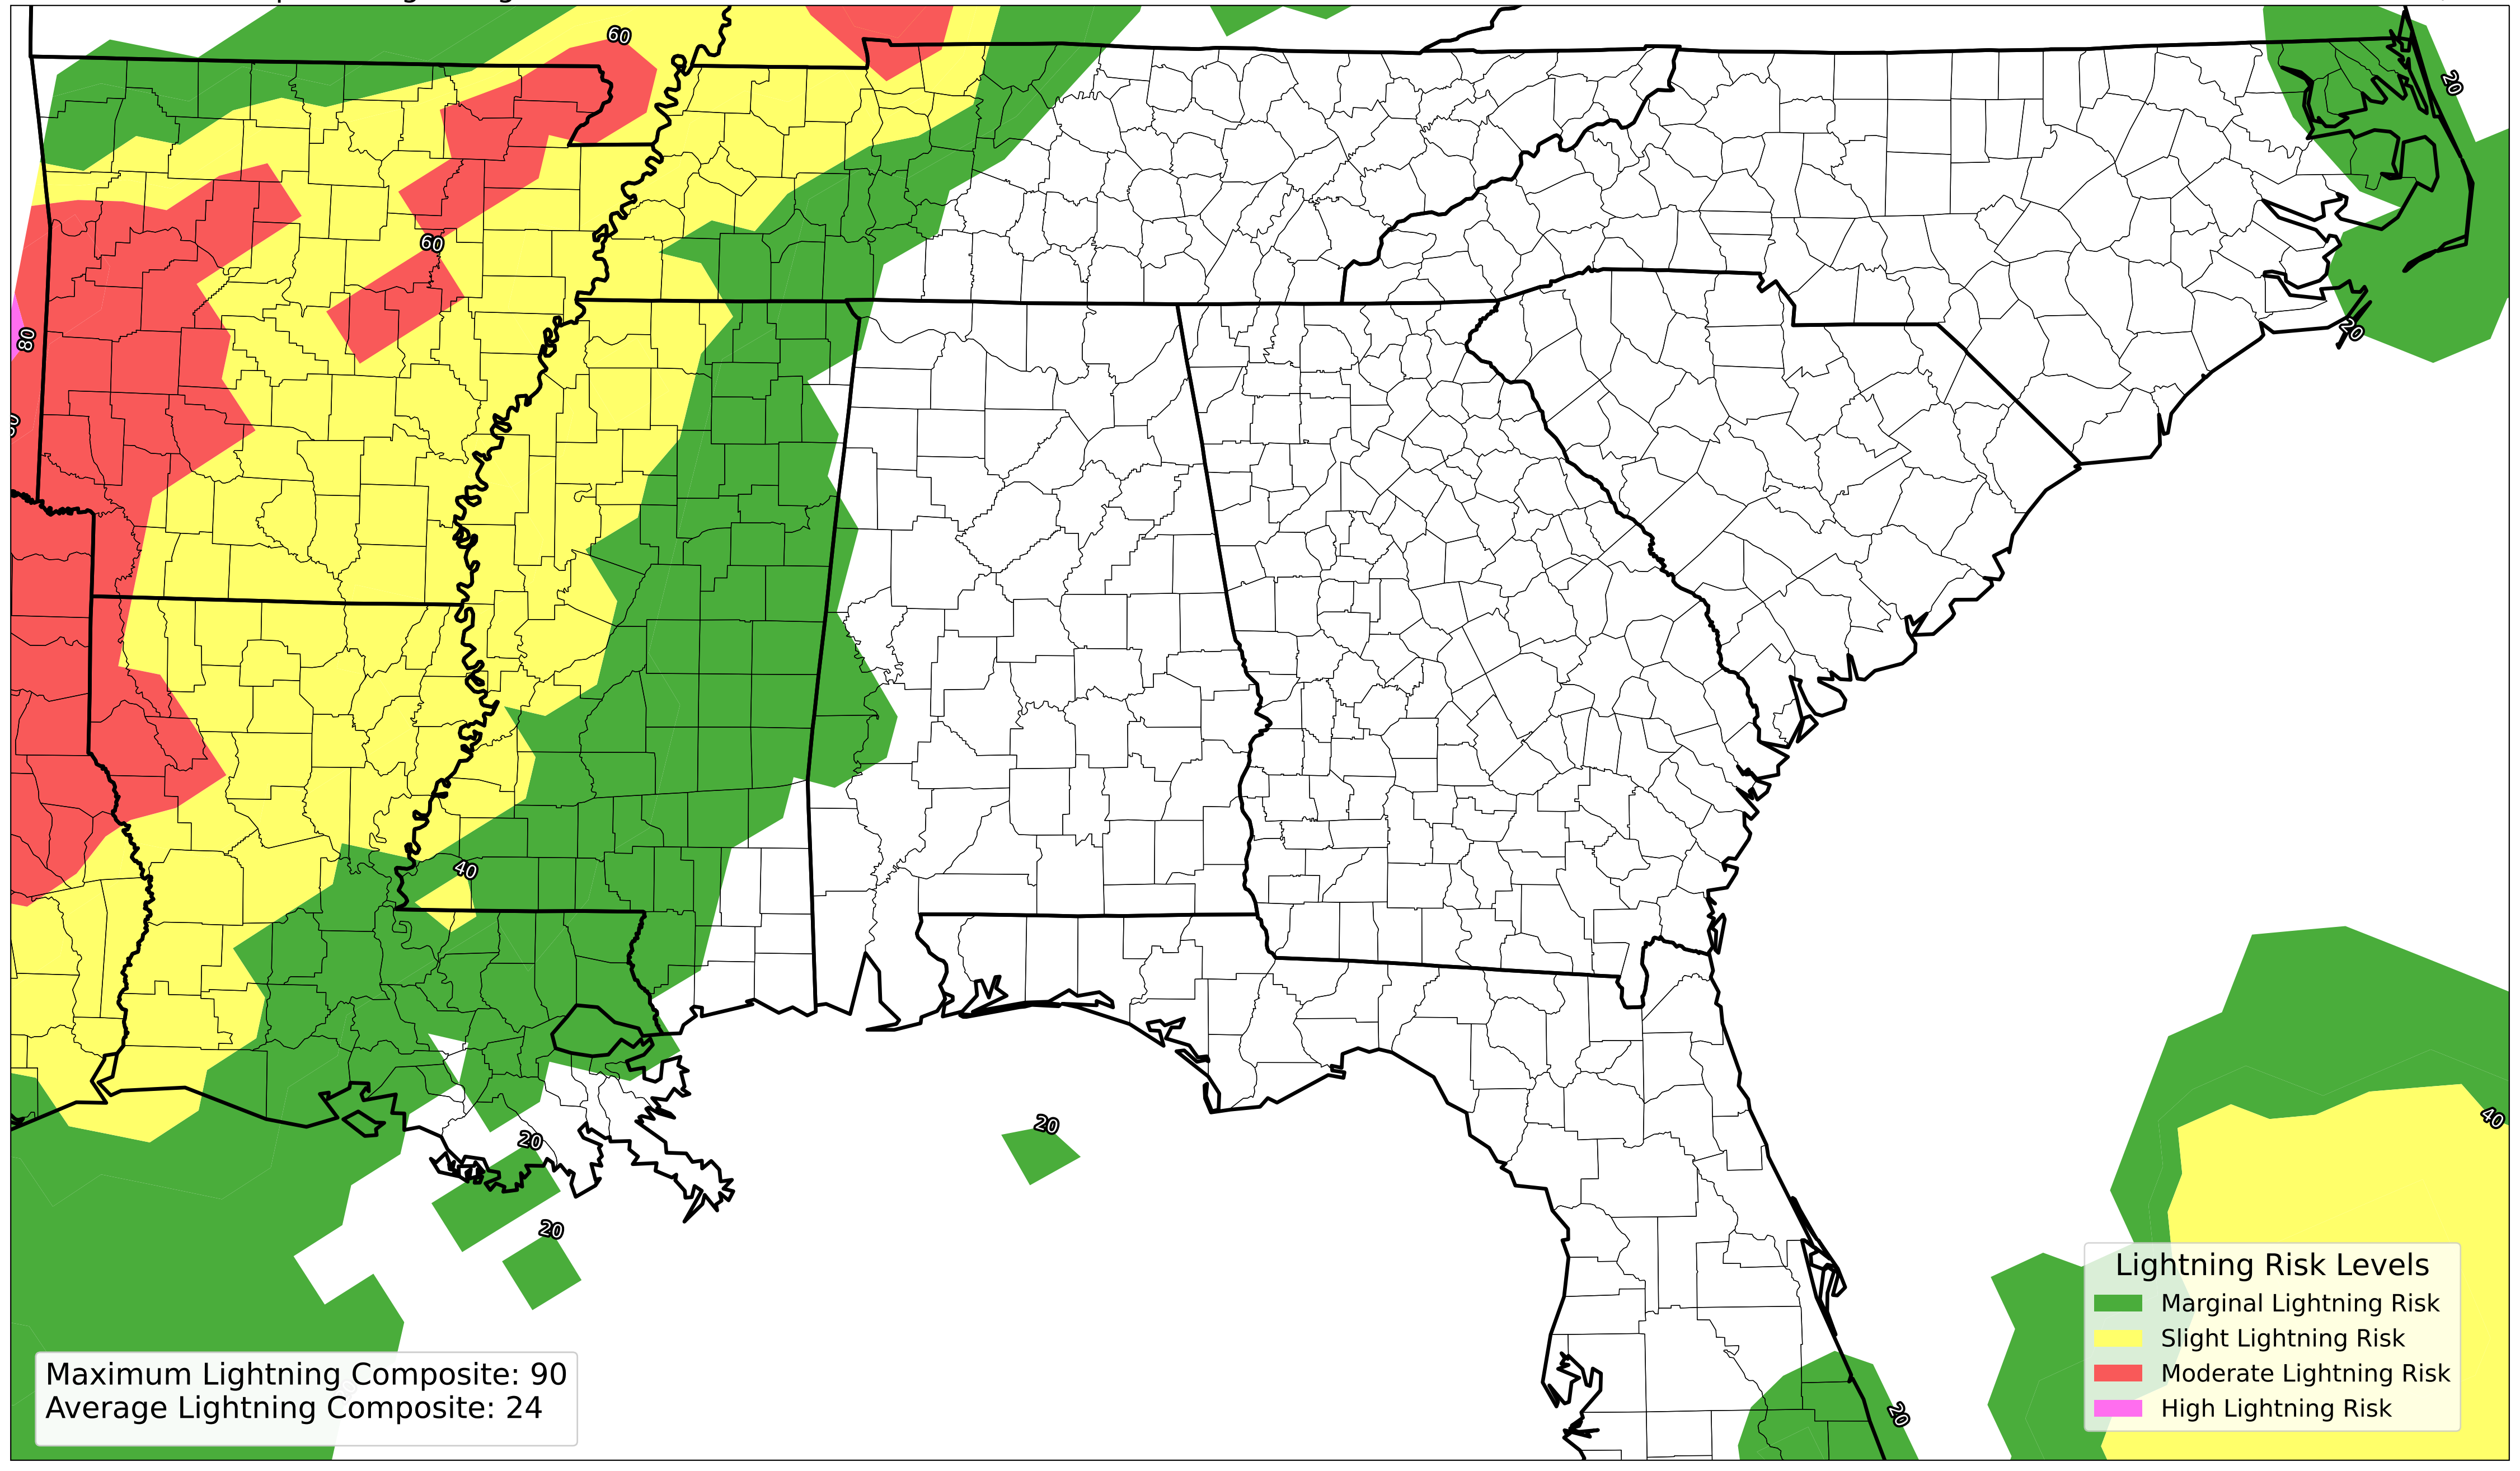 60
20
60
80
20
40
40
20
20
20
Lightning Risk Levels
Marginal Lightning Risk
Slight Lightning Risk
Moderate Lightning Risk
High Lightning Risk
Maximum Lightning Composite: 90
Average Lightning Composite: 24
20